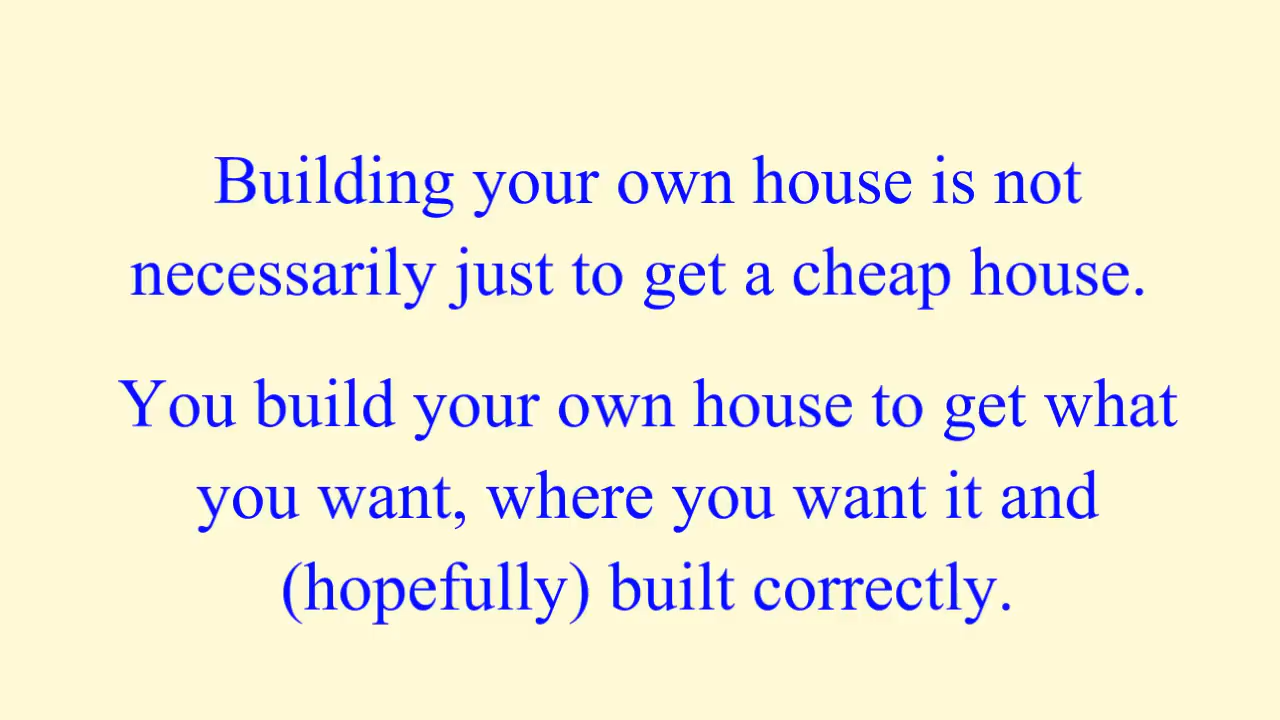 Building your own house is not
necessarily just to get a cheap house.
You build your own house to get what
you want, where you want it and
(hopefully) built correctly.